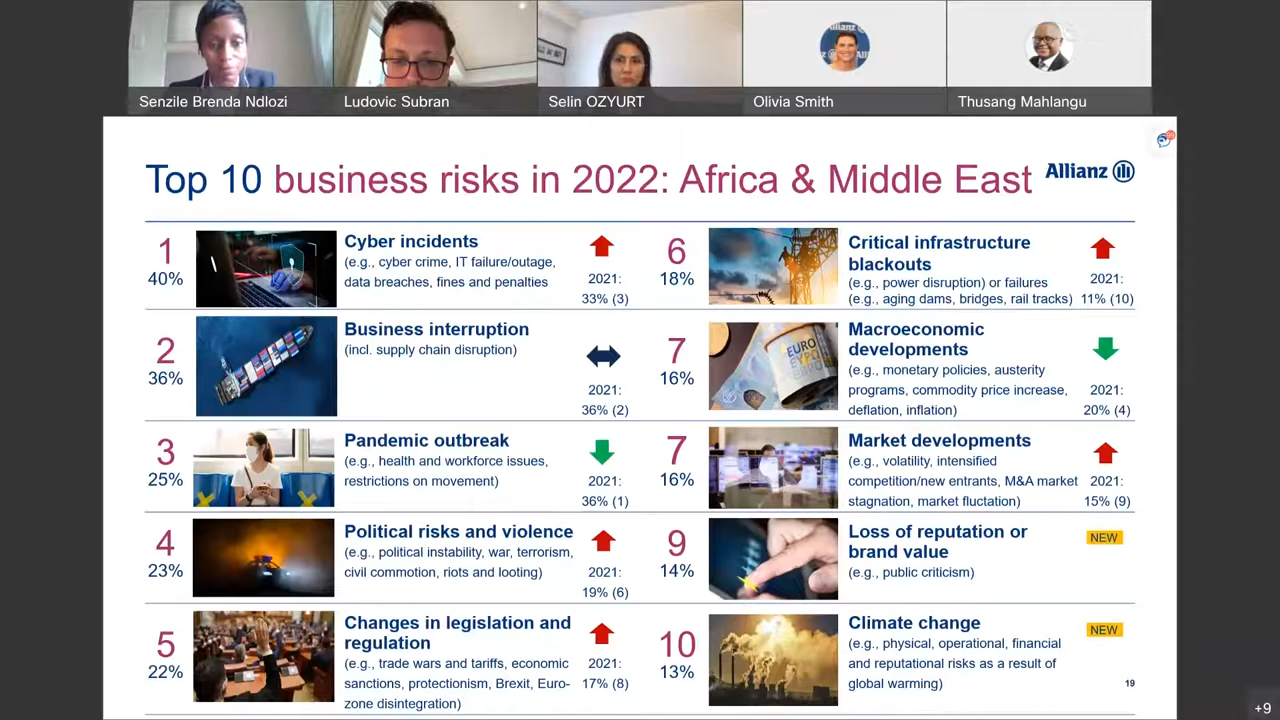 Senzile Brenda Ndlozi
Ludovic Subran
Selin OZYURT
Olivia Smith
Thusang Mahlangu
Top 10 business risks in 2022: Africa & Middle East
Allianz
1
40%
Cyber incidents
(e.g., cyber crime, IT failure/outage,
data breaches, fines and penalties
2021:
33% (3)
2
36%
Business interruption
(incl. supply chain disruption)
2021:
36% (2)
3
25%
Pandemic outbreak
(e.g., health and workforce issues,
restrictions on movement)
2021:
36% (1)
4
23%
Political risks and violence
(e.g., political instability, war, terrorism,
civil commotion, riots and looting)
2021:
19% (6)
5
22%
Changes in legislation and
regulation
(e.g., trade wars and tariffs, economic
sanctions, protectionism, Brexit, Euro-
zone disintegration)
2021:
17% (8)
6
18%
Critical infrastructure
blackouts
(e.g., power disruption) or failures
(e.g., aging dams, bridges, rail tracks)
2021:
11% (10)
7
16%
Macroeconomic
developments
(e.g., monetary policies, austerity
programs, commodity price increase,
deflation, inflation)
2021:
20% (4)
EURO
7
16%
Market developments
(e.g., volatility, intensified
competition/new entrants, M&A market
stagnation, market fluctation)
2021:
15% (9)
9
14%
Loss of reputation or
brand value
(e.g., public criticism)
NEW
10
13%
Climate change
(e.g., physical, operational, financial
and reputational risks as a result of
global warming)
NEW
19
+9